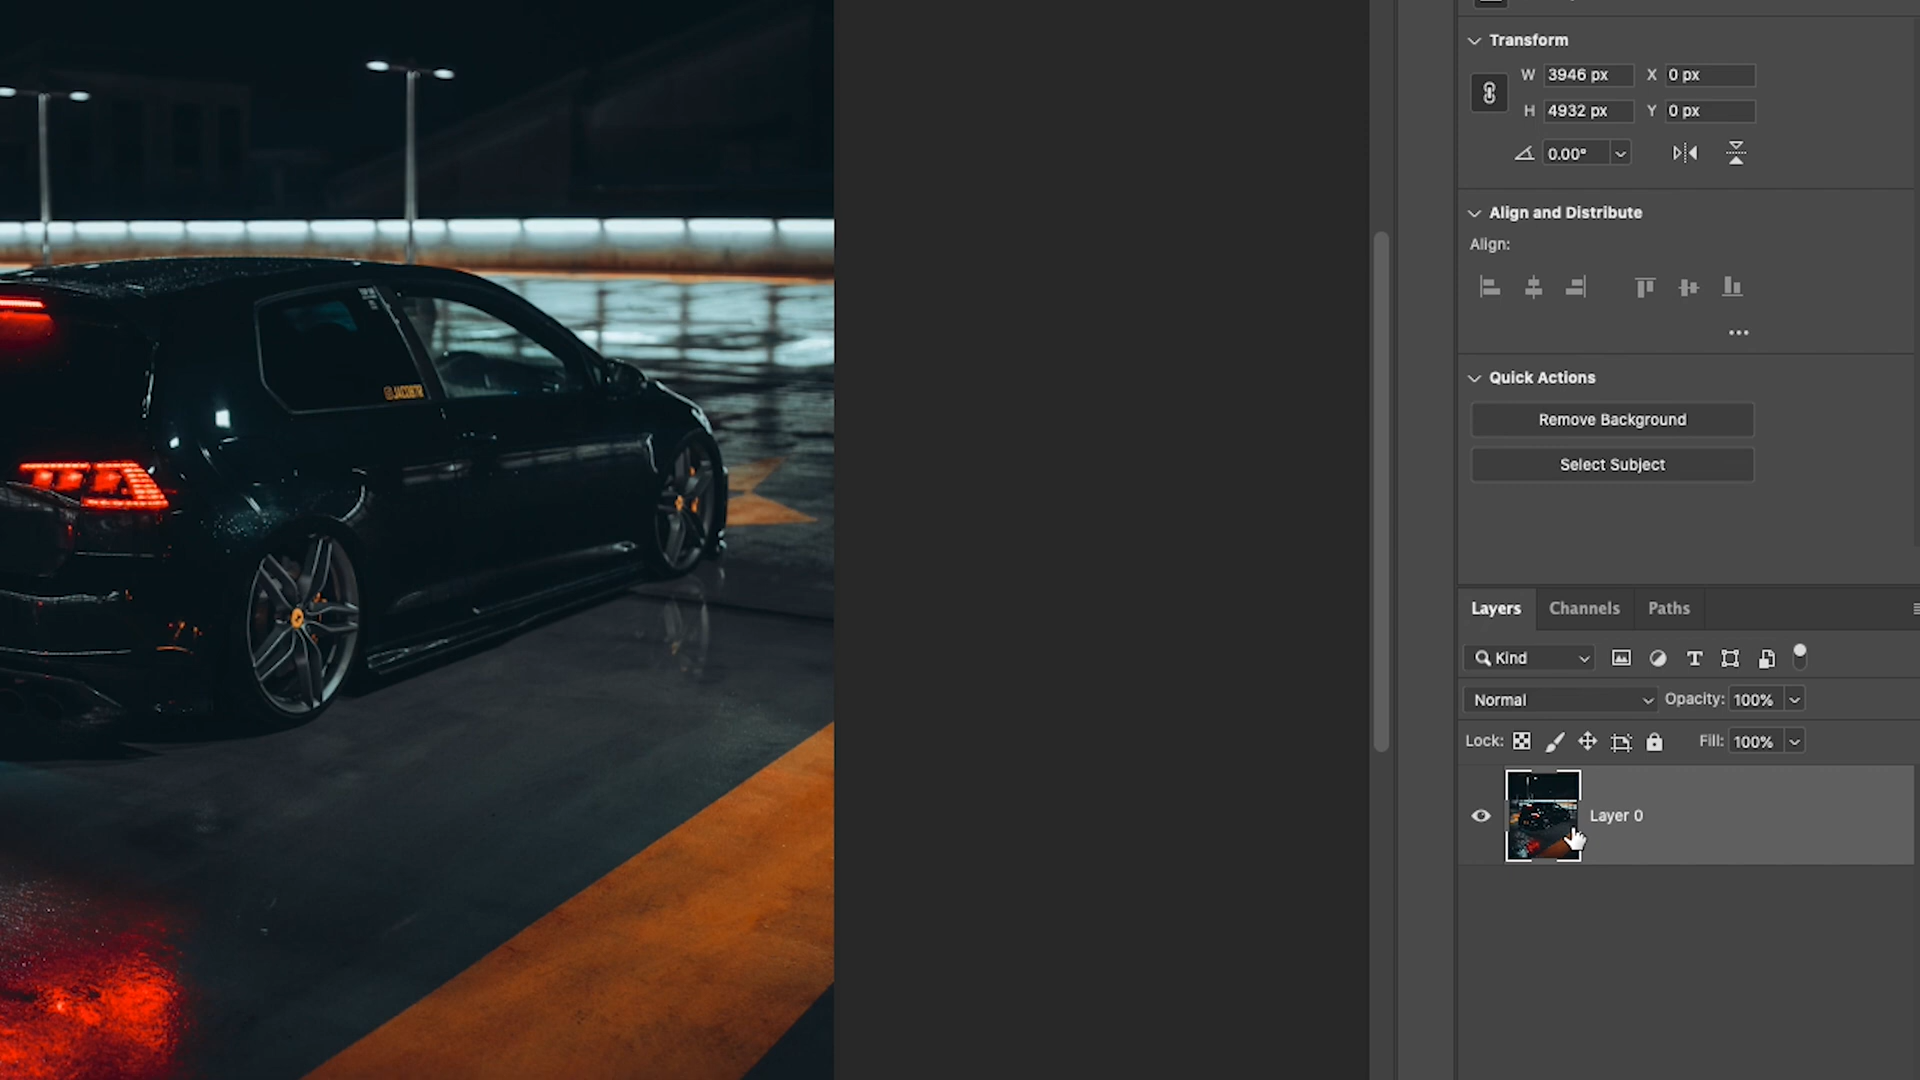 Transform
W 3946 px X 0 px
H 4932 px Y 0 px
0.00°
Align and Distribute
Align:
Quick Actions
Remove Background
Select Subject
Layers Channels Paths
Kind
Normal Opacity: 100%
Lock: Fill: 100%
Layer 0